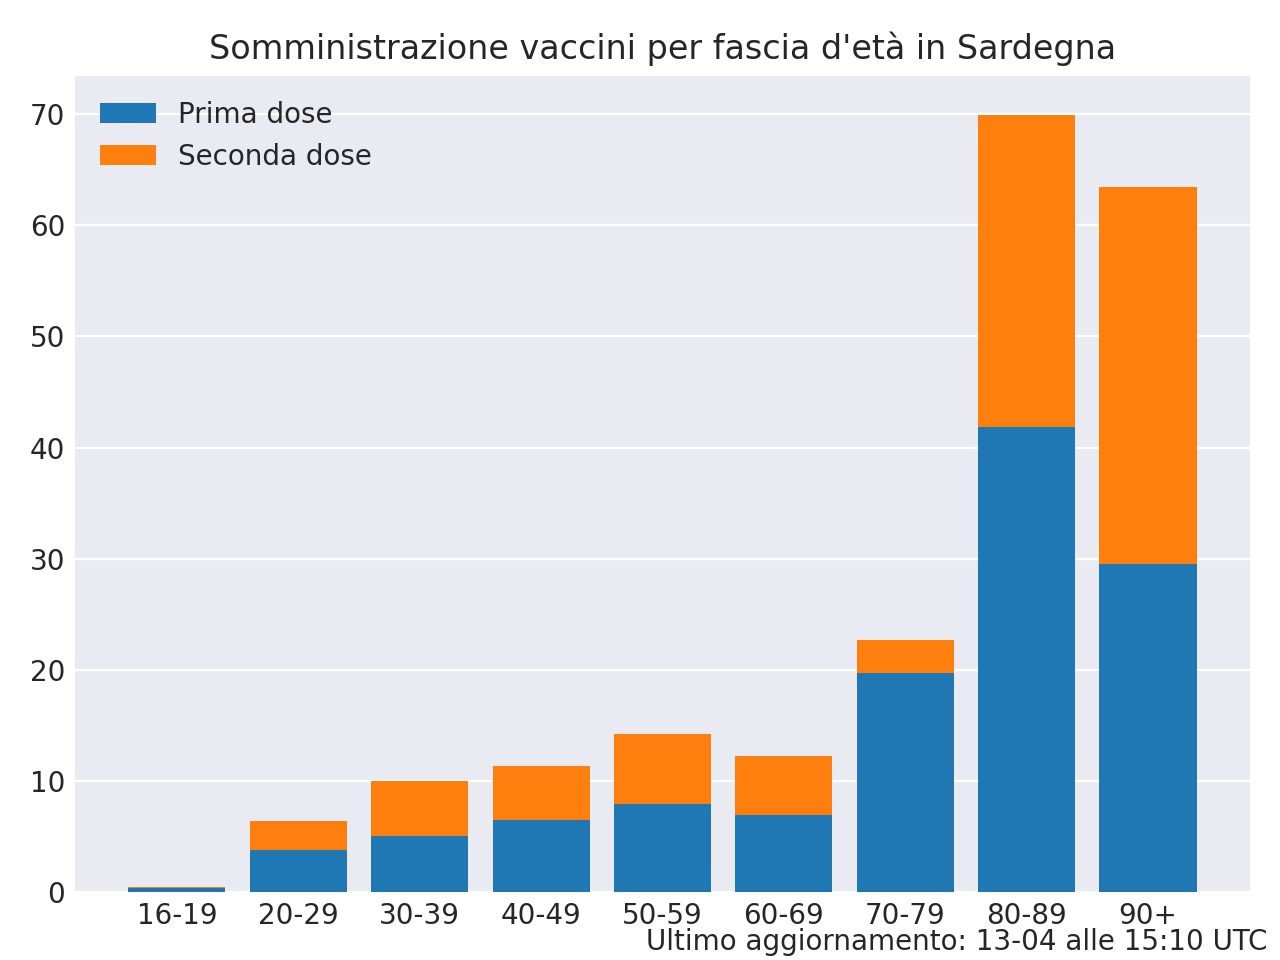 Somministrazione vaccini per fascia d'età in Sardegna
Prima dose
Seconda dose
70
60
50
40
30
20
10
0
16-19 20-29 30-39 40-49 50-59 60-69 70-79 80-89 90+
Ultimo aggiornamento: 13-04 alle 15:10 UTC